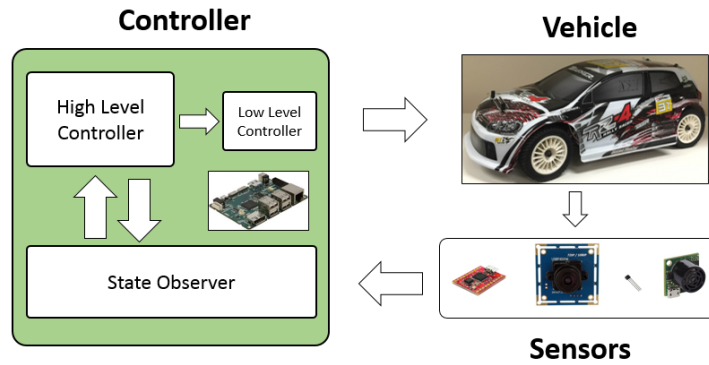 Controller
Vehicle
High Level
Controller
Low Level
Controller
State Observer
Sensors